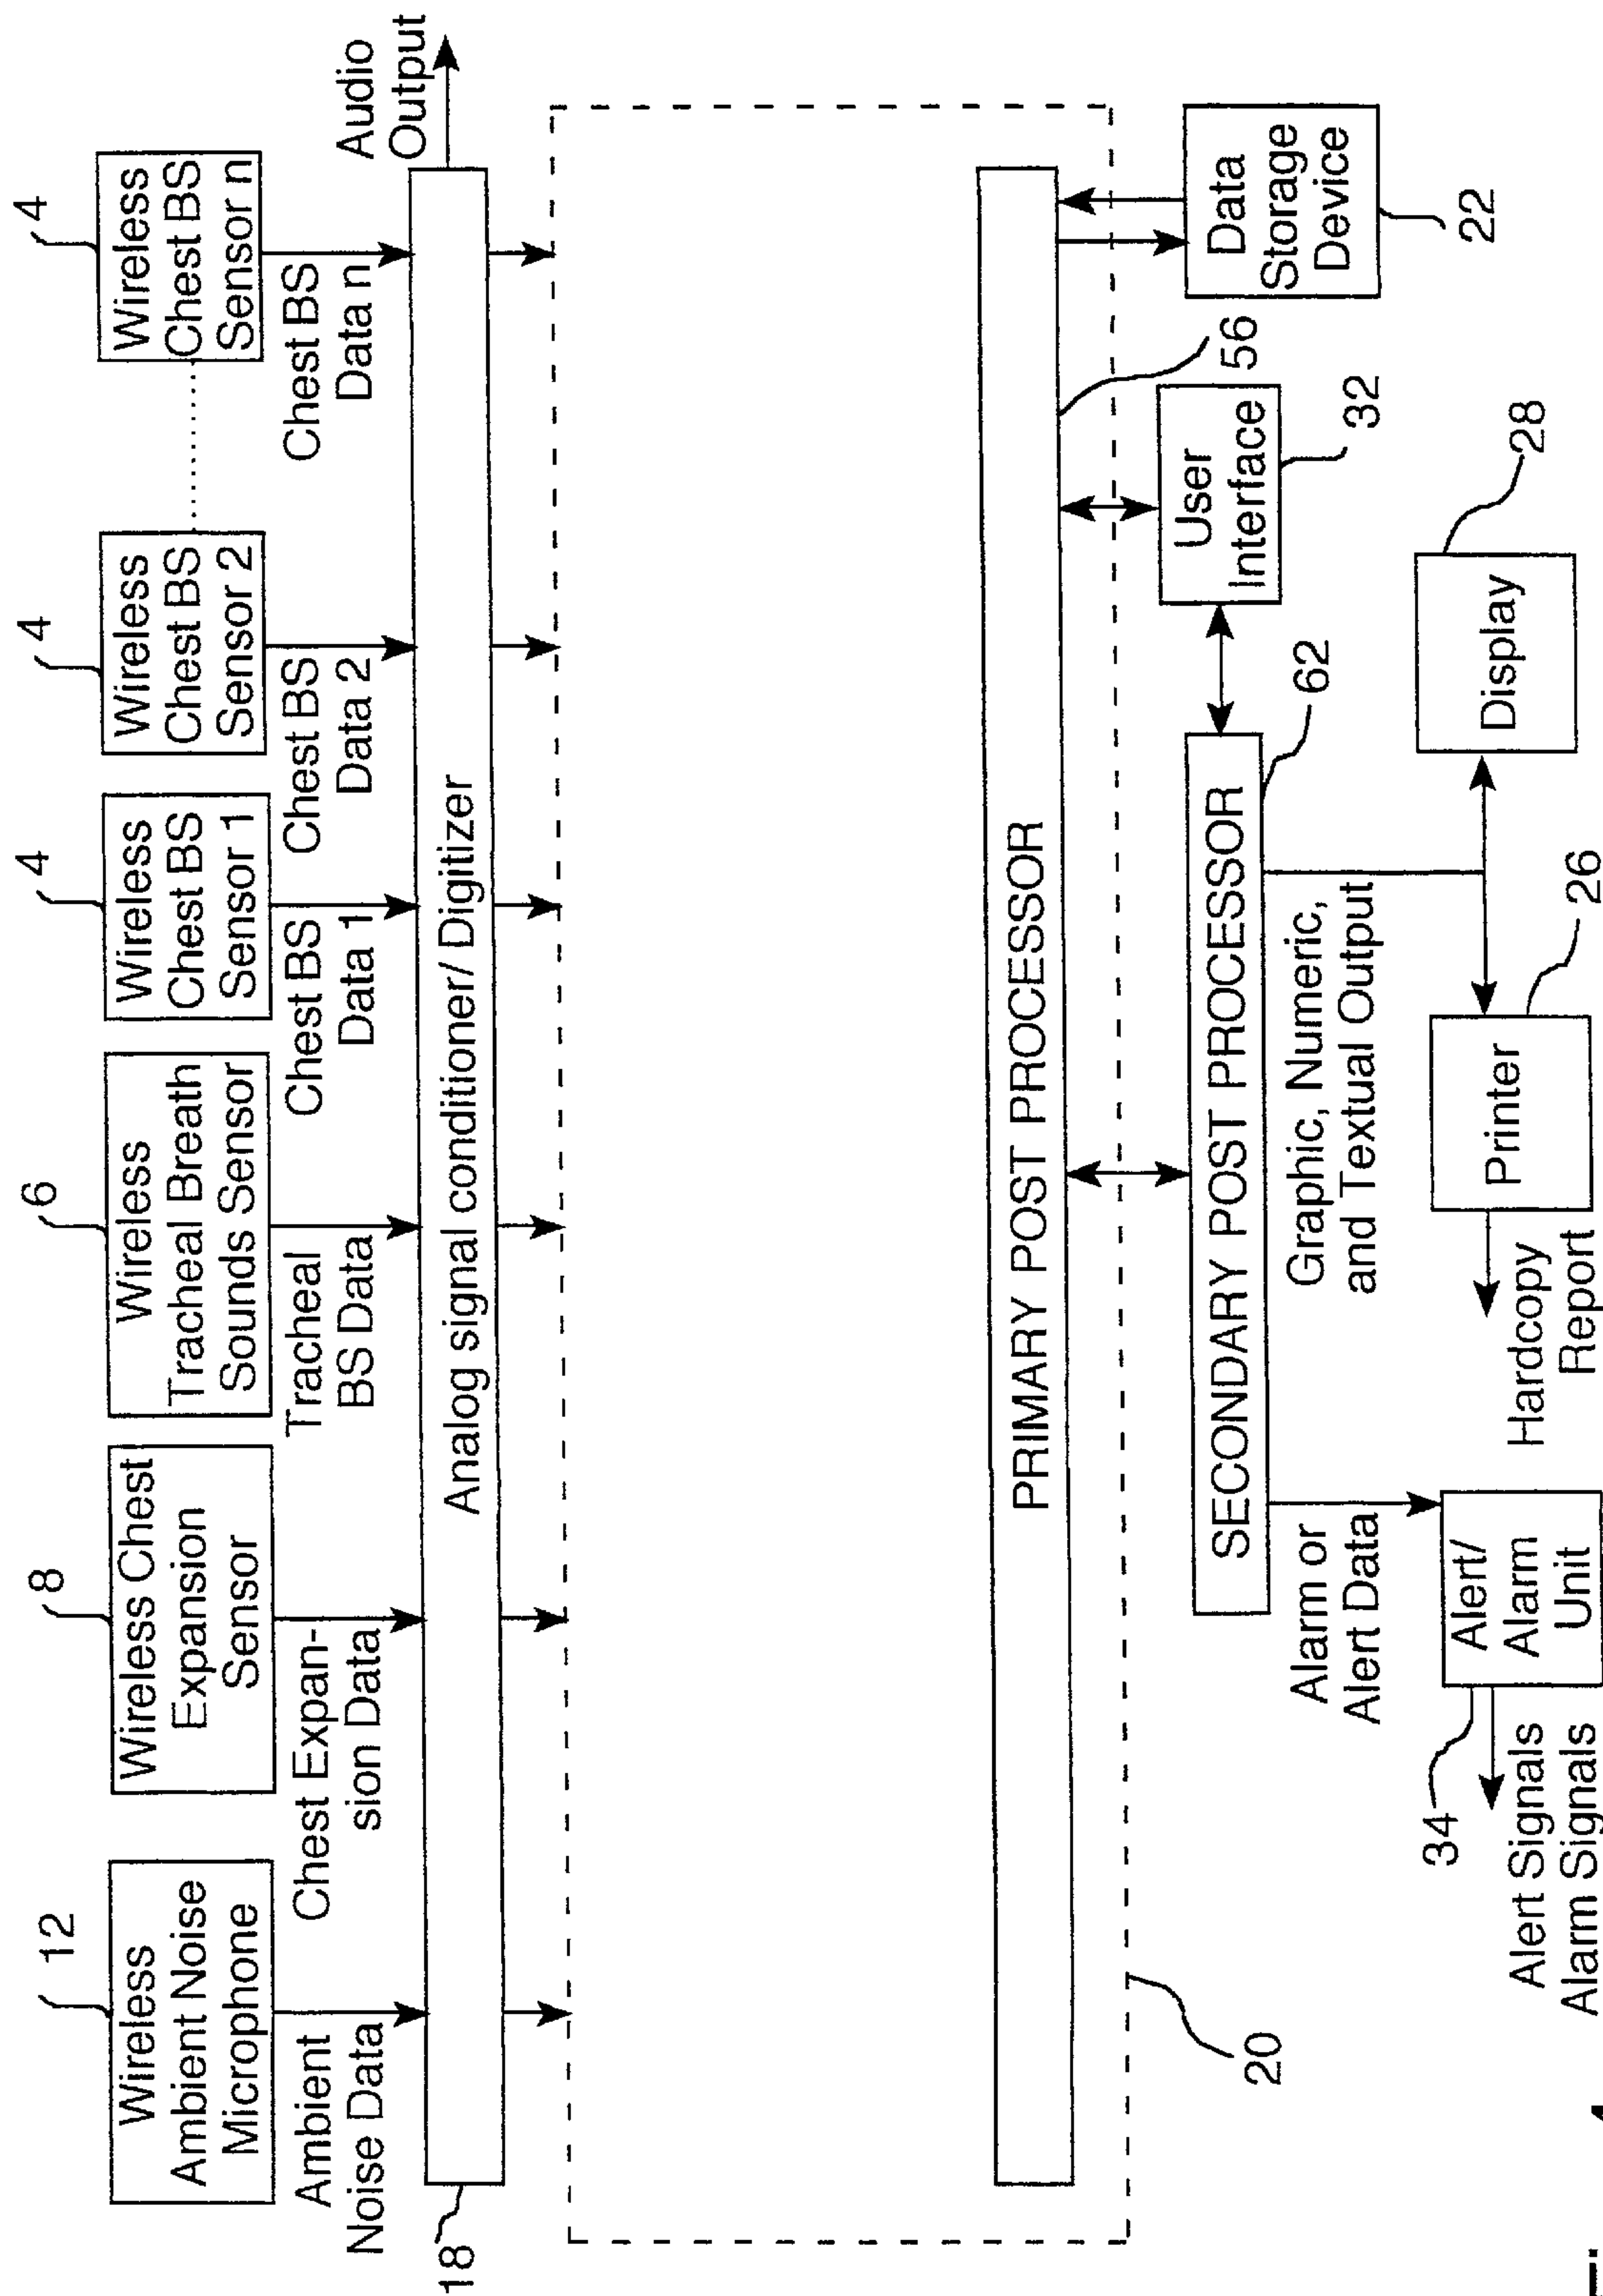 12
8
6
4
4
4
Wireless
Ambient Noise
Microphone
Wireless Chest
Expansion
Sensor
Wireless
Tracheal Breath
Sounds Sensor
Wireless
Chest BS
Sensor 1
Wireless
Chest BS
Sensor 2
Wireless
Chest BS
Sensor n
Ambient
Noise Data
Chest Expan-
sion Data
Tracheal
BS Data
Chest BS
Data 1
Chest BS
Data 2
Chest BS
Data n
Audio
Output
18
Analog signal conditioner/ Digitizer
PRIMARY POST PROCESSOR
56
20
SECONDARY POST PROCESSOR
62
User
Interface
32
Data
Storage
Device
22
Alarm or
Alert Data
Graphic, Numeric,
and Textual Output
34
Alert/
Alarm
Unit
Alert Signals
Alarm Signals
Printer
26
Hardcopy
Report
Display
28